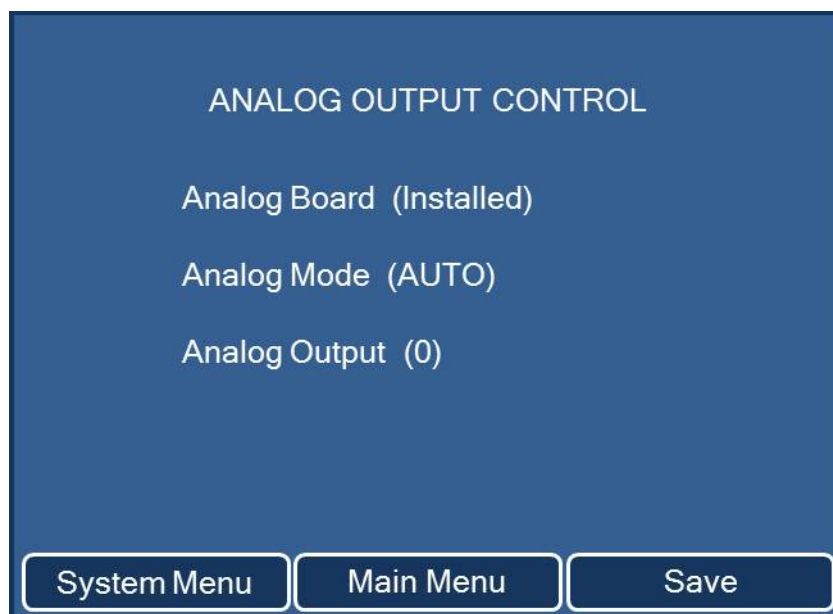 ANALOG OUTPUT CONTROL
Analog Board (Installed)
Analog Mode (AUTO)
Analog Output (0)
System Menu
Main Menu
Save